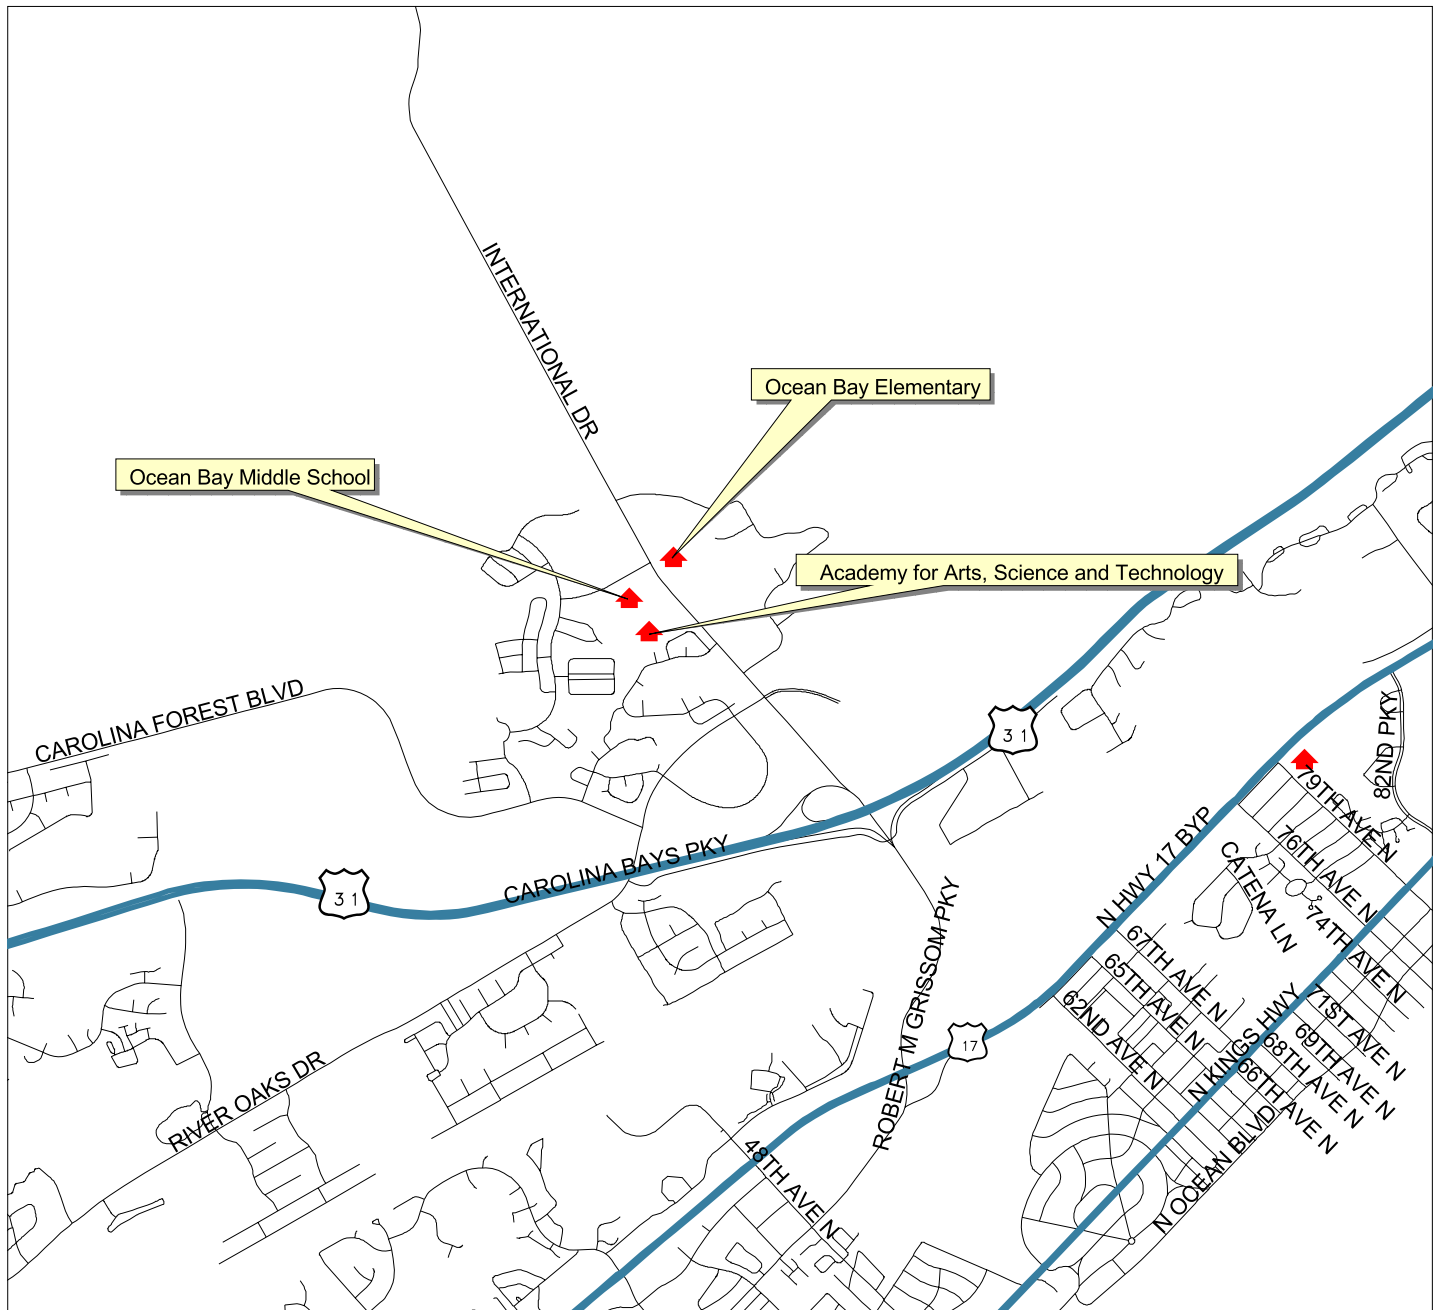 INTERNATIONAL DR
Ocean Bay Elementary
Ocean Bay Middle School
Academy for Arts, Science and Technology
CAROLINA FOREST BLVD
31
82ND PKY
79TH AVE N
N HWY 17 BYP
76TH AVE N
CAROLINA BAYS PKY
CATENA LN
31
74TH AVE N
ROBERT M GRISSOM PKY
67TH AVE N
65TH AVE N
62ND AVE N
71ST AVE N
N KINGS HWY
69TH AVE N
17
68TH AVE N
66TH AVE N
RIVER OAKS DR
N OCEAN BLVD
48TH AVE N